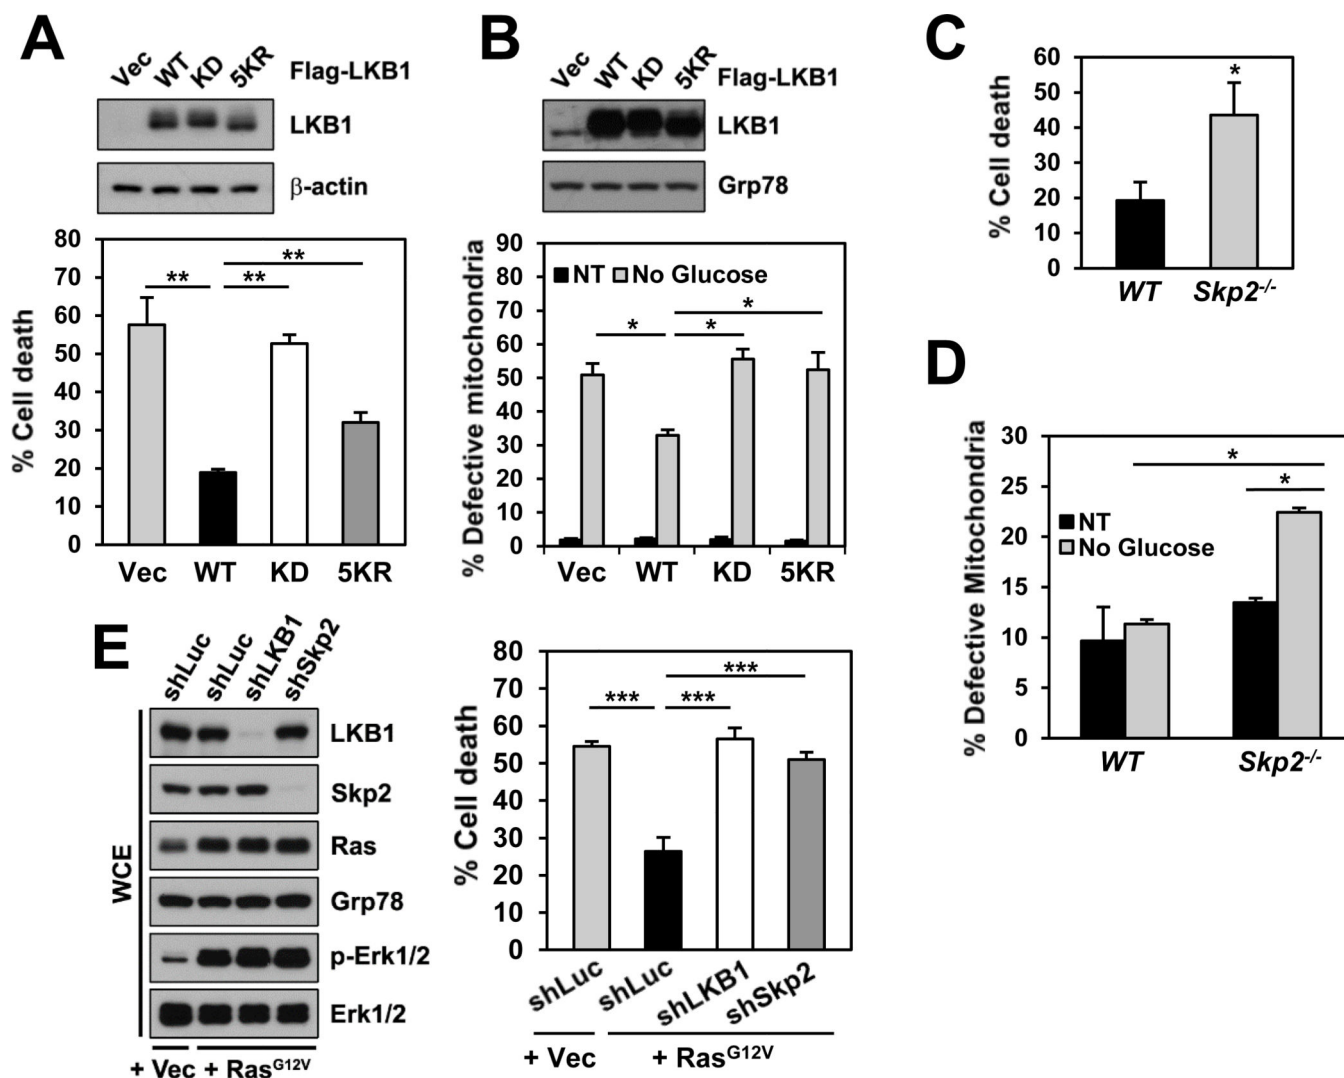 A
Vec WT KD 5KR Flag-LKB1
LKB1
β-actin
% Cell death
80
70
60
50
40
30
20
10
0
** ** **
Vec WT KD 5KR
B
Vec WT KD 5KR Flag-LKB1
LKB1
Grp78
% Defective mitochondria
90
80
70
60
50
40
30
20
10
0
NT No Glucose
* * *
Vec WT KD 5KR
C
% Cell death
60
50
40
30
20
10
0
*
WT Skp2-/-
D
% Defective Mitochondria
30
25
20
15
10
5
0
NT
No Glucose
*
*
WT Skp2-/-
E
shLuc shLuc shLKB1 shSkp2
WCE
LKB1
Skp2
Ras
Grp78
p-Erk1/2
Erk1/2
+ Vec + RasG12V
% Cell death
80
70
60
50
40
30
20
10
0
*** *** ***
shLuc shLuc shLKB1 shSkp2
+ Vec + RasG12V